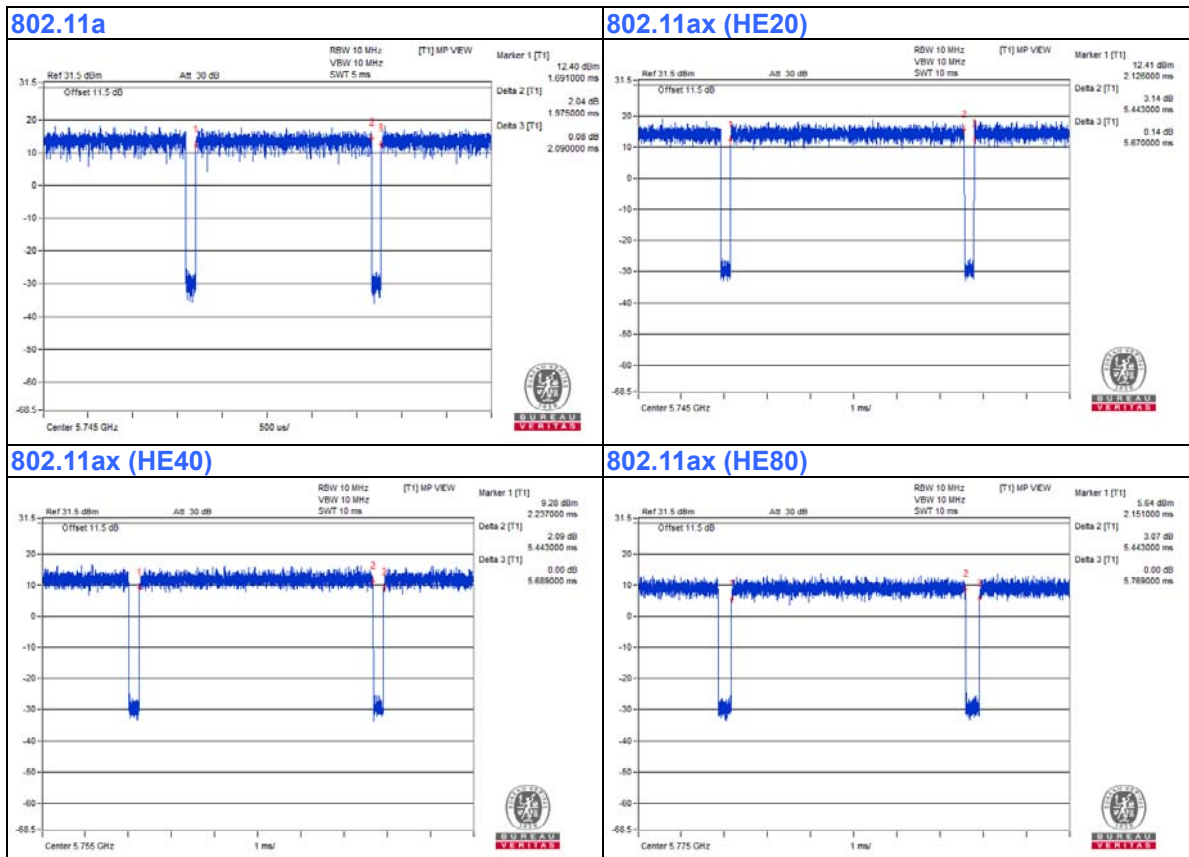 802.11a
RBW 10 MHz
[T1] MP VIEW
VBW 10 MHz
SWT 5 ms
Ref 31.5 dBm
Att 30 dB
Offset 11.5 dB
Marker 1 [T1]
12.40 dBm
1.691000 ms
Delta 2 [T1]
2.04 dB
1.975000 ms
Delta 3 [T1]
0.08 dB
2.090000 ms
31.5
20
10
0
-10
-20
-30
-40
-50
-60
-68.5
1
2
3
Center 5.745 GHz
500 us/
BUREAU
VERITAS
802.11ax (HE20)
RBW 10 MHz
[T1] MP VIEW
VBW 10 MHz
SWT 10 ms
Ref 31.5 dBm
Att 30 dB
Offset 11.5 dB
Marker 1 [T1]
12.41 dBm
2.126000 ms
Delta 2 [T1]
3.14 dB
5.443000 ms
Delta 3 [T1]
0.14 dB
5.670000 ms
31.5
20
10
0
-10
-20
-30
-40
-50
-60
-68.5
1
2
3
Center 5.745 GHz
1 ms/
BUREAU
VERITAS
802.11ax (HE40)
RBW 10 MHz
[T1] MP VIEW
VBW 10 MHz
SWT 10 ms
Ref 31.5 dBm
Att 30 dB
Offset 11.5 dB
Marker 1 [T1]
9.28 dBm
2.237000 ms
Delta 2 [T1]
2.09 dB
5.443000 ms
Delta 3 [T1]
0.00 dB
5.689000 ms
31.5
20
10
0
-10
-20
-30
-40
-50
-60
-68.5
1
2
3
Center 5.755 GHz
1 ms/
BUREAU
VERITAS
802.11ax (HE80)
RBW 10 MHz
[T1] MP VIEW
VBW 10 MHz
SWT 10 ms
Ref 31.5 dBm
Att 30 dB
Offset 11.5 dB
Marker 1 [T1]
5.64 dBm
2.151000 ms
Delta 2 [T1]
3.07 dB
5.443000 ms
Delta 3 [T1]
0.00 dB
5.769000 ms
31.5
20
10
0
-10
-20
-30
-40
-50
-60
-68.5
1
2
3
Center 5.775 GHz
1 ms/
BUREAU
VERITAS